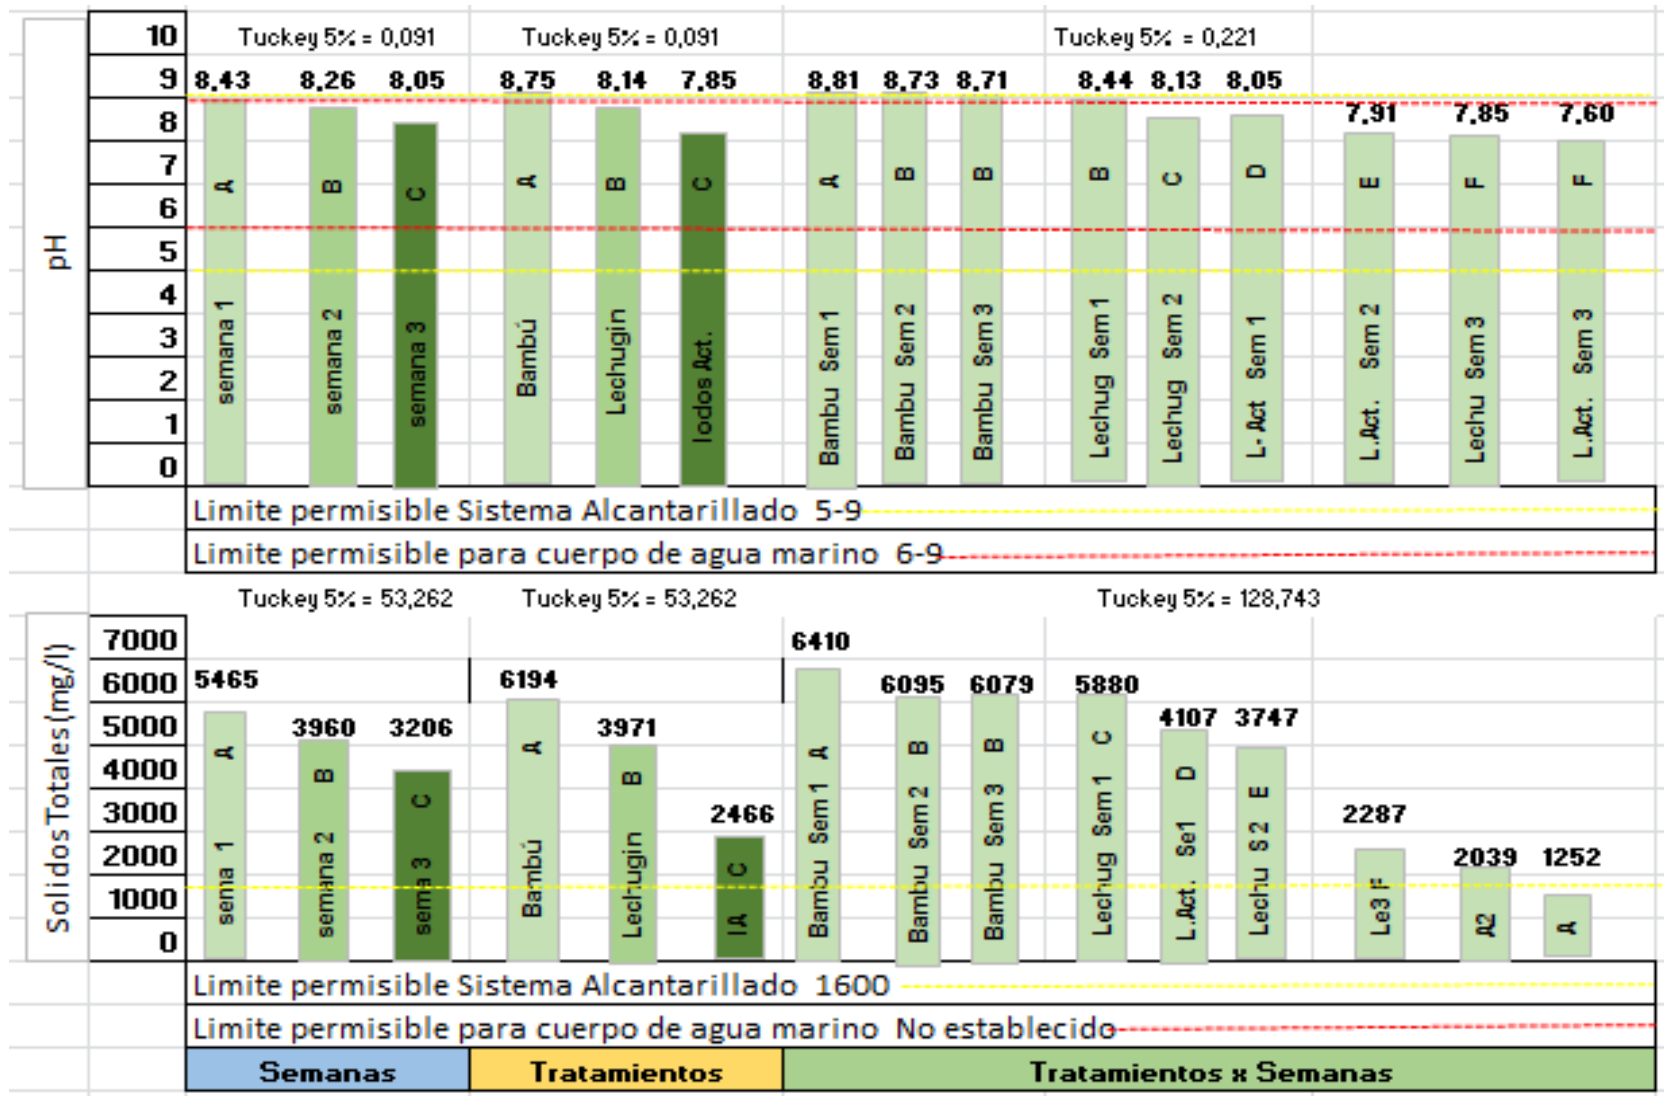 pH
10
9
8
7
6
5
4
3
2
1
0
Tuckey 5% = 0,091
Tuckey 5% = 0,091
Tuckey 5% = 0,221
8,43 8,26 8,05 8,75 8,14 7,85 8,81 8,73 8,71 8,44 8,13 8,05
7,91 7,85 7,60
semana 1 A
semana 2 B
semana 3 C
Bambú A
Lechugin B
lodos Act. C
Bambu Sem 1 A
Bambu Sem 2 B
Bambu Sem 3 B
Lechug Sem 1 B
Lechug Sem 2 C
L- Act Sem 1 D
L.Act. Sem 2 E
Lechu Sem 3 F
L.Act. Sem 3 F
Limite permisible Sistema Alcantarillado 5-9
Limite permisible para cuerpo de agua marino 6-9
Tuckey 5% = 53,262
Tuckey 5% = 53,262
Tuckey 5% = 128,743
Solidos Totales (mg/l)
7000
6000
5000
4000
3000
2000
1000
0
5465 3960 3206 6194 3971 2466 6410 6095 6079 5880 4107 3747 2287 2039 1252
sema 1 A
semana 2 B
sema 3 C
Bambú A
Lechugin B
lA C
Bambu Sem 1 A
Bambu Sem 2 B
Bambu Sem 3 B
Lechug Sem 1 C
L.Act. Se1 D
Lechu S 2 E
Le3 F
A2
A
Limite permisible Sistema Alcantarillado 1600
Limite permisible para cuerpo de agua marino No establecido
Semanas
Tratamientos
Tratamientos x Semanas